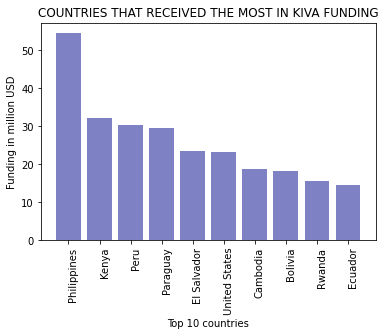 COUNTRIES THAT RECEIVED THE MOST IN KIVA FUNDING
Funding in million USD
50
40
30
20
10
0
Philippines
Kenya
Peru
Paraguay
El Salvador
United States
Cambodia
Bolivia
Rwanda
Ecuador
Top 10 countries